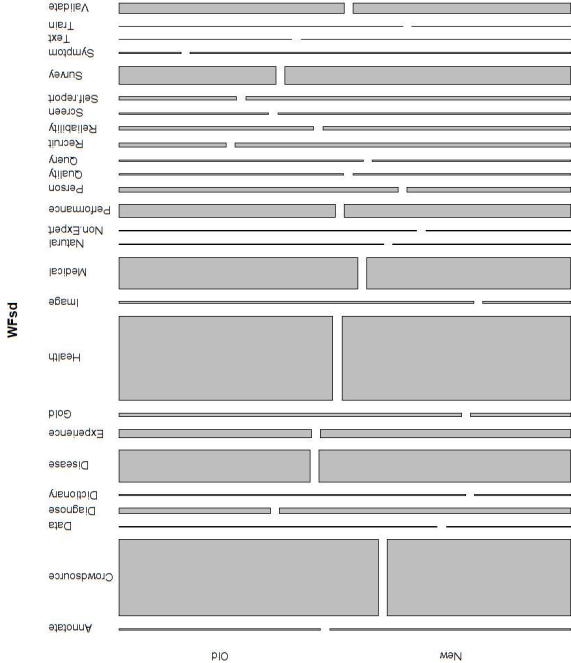 WFsd
Validate
Train
Text
Symptom
Survey
Self.report
Screen
Reliability
Recruit
Query
Quality
Person
Performance
Non.Expert
Natural
Medical
Image
Health
Gold
Experience
Disease
Dictionary
Diagnose
Data
Crowdsource
Annotate
Old
New